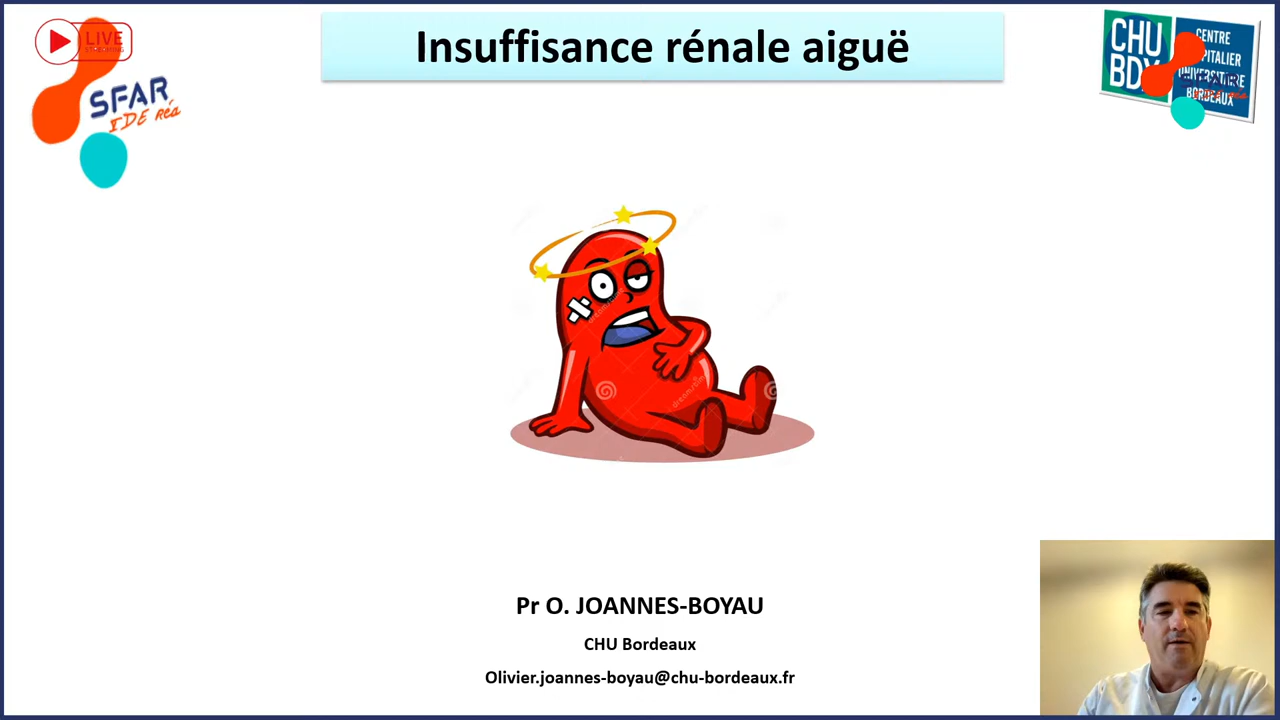 LIVE
STREAMING
SFAR
IDE Réa
Insuffisance rénale aiguë
CHU
BDX
CENTRE
HOSPITALIER
UNIVERSITAIRE
BORDEAUX
Pr O. JOANNES-BOYAU
CHU Bordeaux
Olivier.joannes-boyau@chu-bordeaux.fr